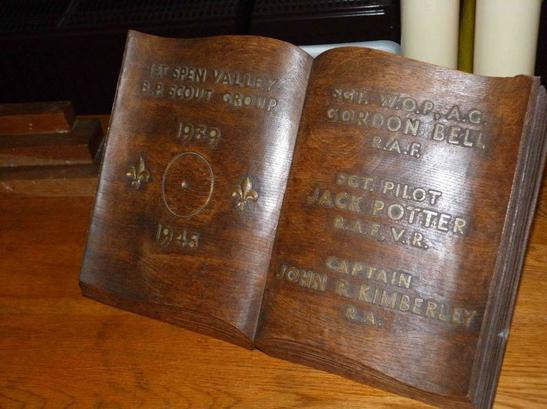 1ST SPEN VALLEY
B.P. SCOUT GROUP
1939
1945
SGT. W.O.P., A.G.
GORDON BELL
R.A.F.
SGT. PILOT
JACK POTTER
R.A.F., V.R.
CAPTAIN
JOHN R. KIMBERLEY
R.A.